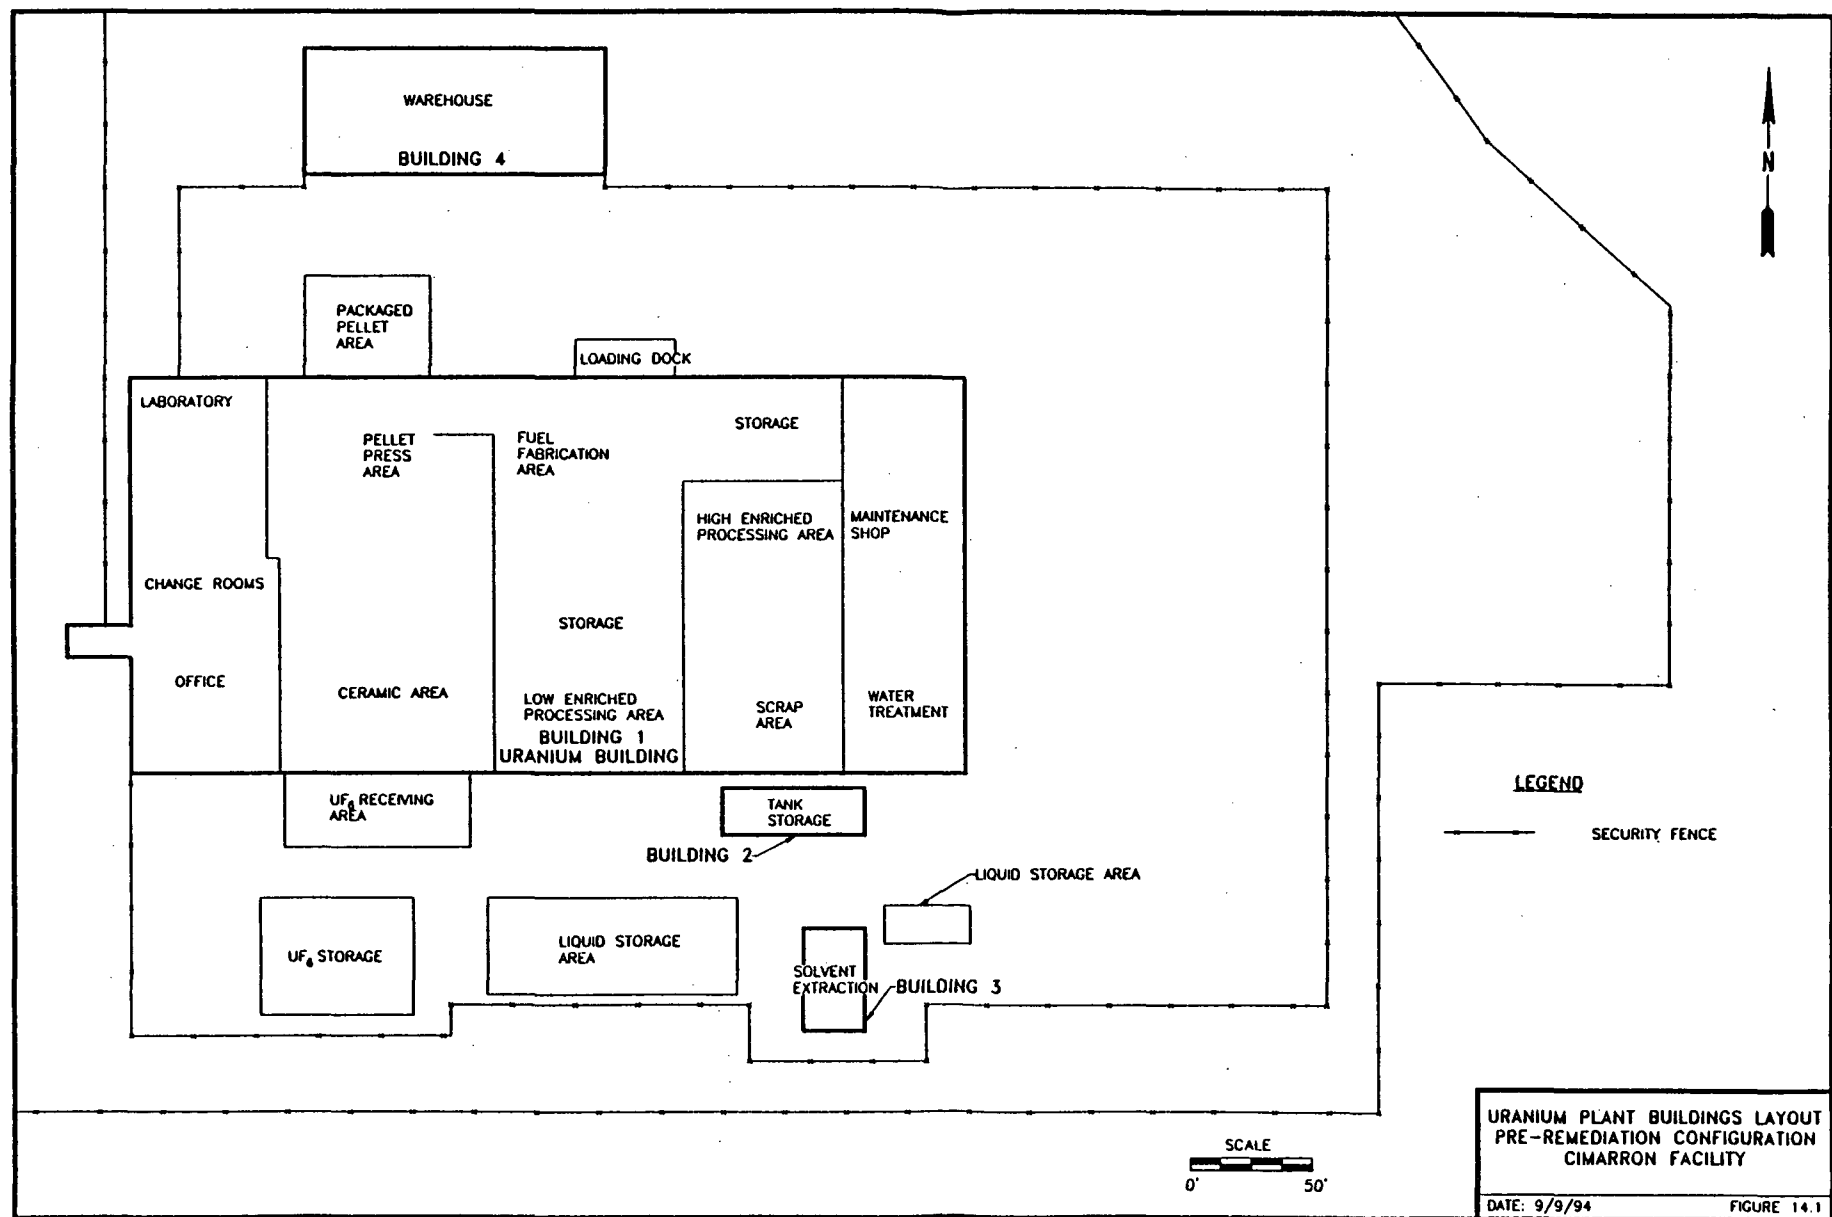 WAREHOUSE
BUILDING 4
N
PACKAGED
PELLET
AREA
LOADING DOCK
LABORATORY
PELLET
PRESS
AREA
FUEL
FABRICATION
AREA
STORAGE
HIGH ENRICHED
PROCESSING AREA
MAINTENANCE
SHOP
CHANGE ROOMS
STORAGE
OFFICE
CERAMIC AREA
LOW ENRICHED
PROCESSING AREA
SCRAP
AREA
WATER
TREATMENT
BUILDING 1
URANIUM BUILDING
UF6 RECEIVING
AREA
TANK
STORAGE
BUILDING 2
LEGEND
SECURITY FENCE
LIQUID STORAGE AREA
UF6 STORAGE
LIQUID STORAGE
AREA
SOLVENT
EXTRACTION
BUILDING 3
SCALE
0' 50'
URANIUM PLANT BUILDINGS LAYOUT
PRE-REMEDIATION CONFIGURATION
CIMARRON FACILITY
DATE: 9/9/94 FIGURE 14.1